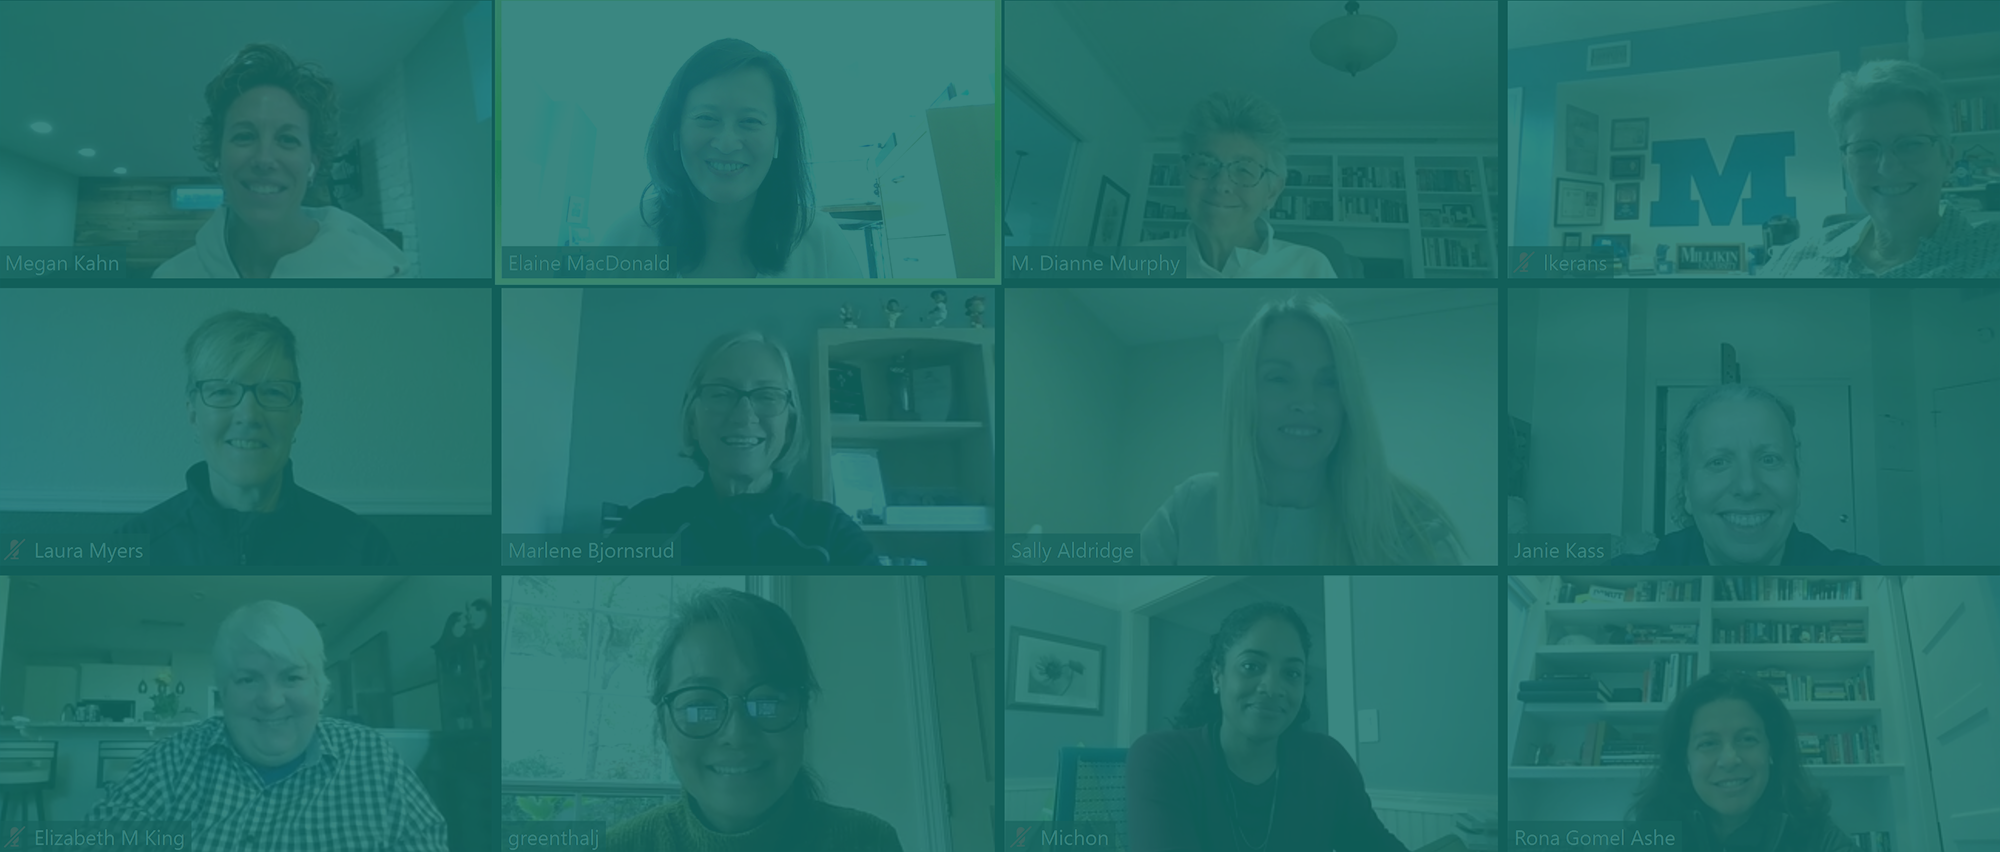 Megan Kahn
Elaine MacDonald
M. Dianne Murphy
lkerans
M
MILLIKIN
Laura Myers
Marlene Bjornsrud
Sally Aldridge
Janie Kass
Elizabeth M King
greenthalj
Michon
Rona Gomel Ashe